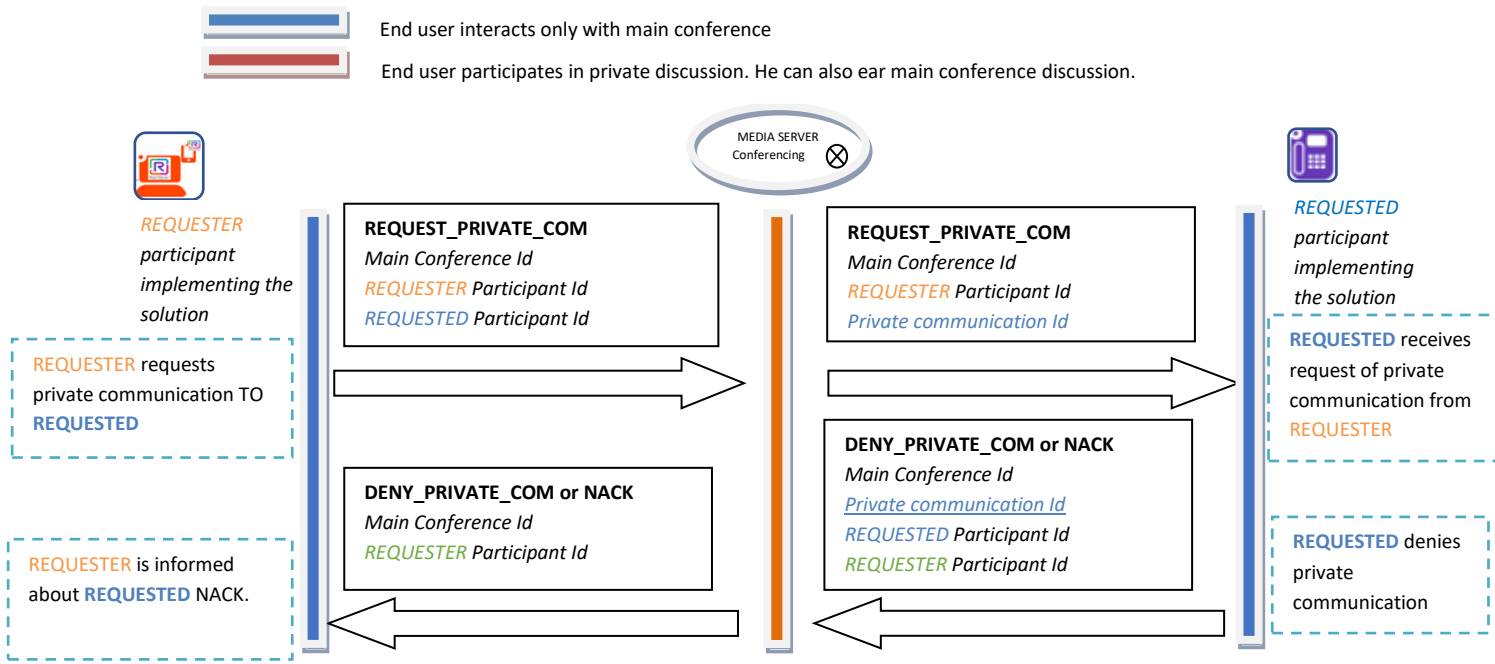 End user interacts only with main conference
End user participates in private discussion. He can also ear main conference discussion.
MEDIA SERVER
Conferencing
R
R
REQUESTER
participant
implementing the
solution
REQUEST_PRIVATE_COM
Main Conference Id
REQUESTER Participant Id
REQUESTED Participant Id
REQUEST_PRIVATE_COM
Main Conference Id
REQUESTER Participant Id
Private communication Id
REQUESTED
participant
implementing
the solution
REQUESTER requests
private communication TO
REQUESTED
REQUESTED receives
request of private
communication from
REQUESTER
DENY_PRIVATE_COM or NACK
Main Conference Id
REQUESTER Participant Id
DENY_PRIVATE_COM or NACK
Main Conference Id
Private communication Id
REQUESTED Participant Id
REQUESTER Participant Id
REQUESTER is informed
about REQUESTED NACK.
REQUESTED denies
private
communication